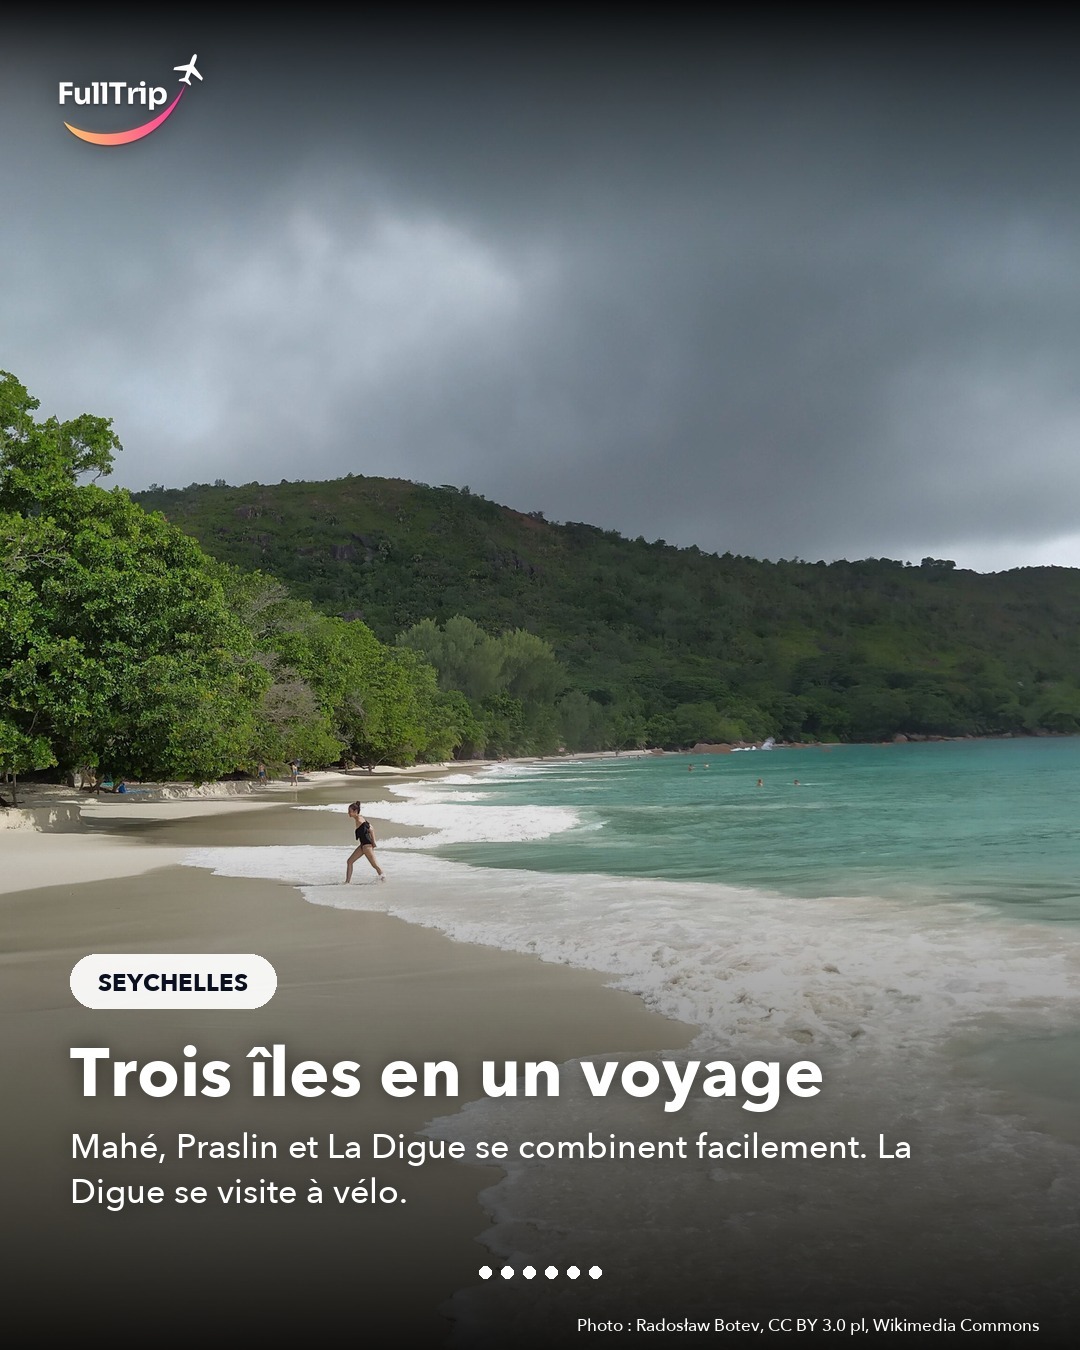 FullTrip
SEYCHELLES
Trois îles en un voyage
Mahé, Praslin et La Digue se combinent facilement. La
Digue se visite à vélo.
Photo : Radosław Botev, CC BY 3.0 pl, Wikimedia Commons